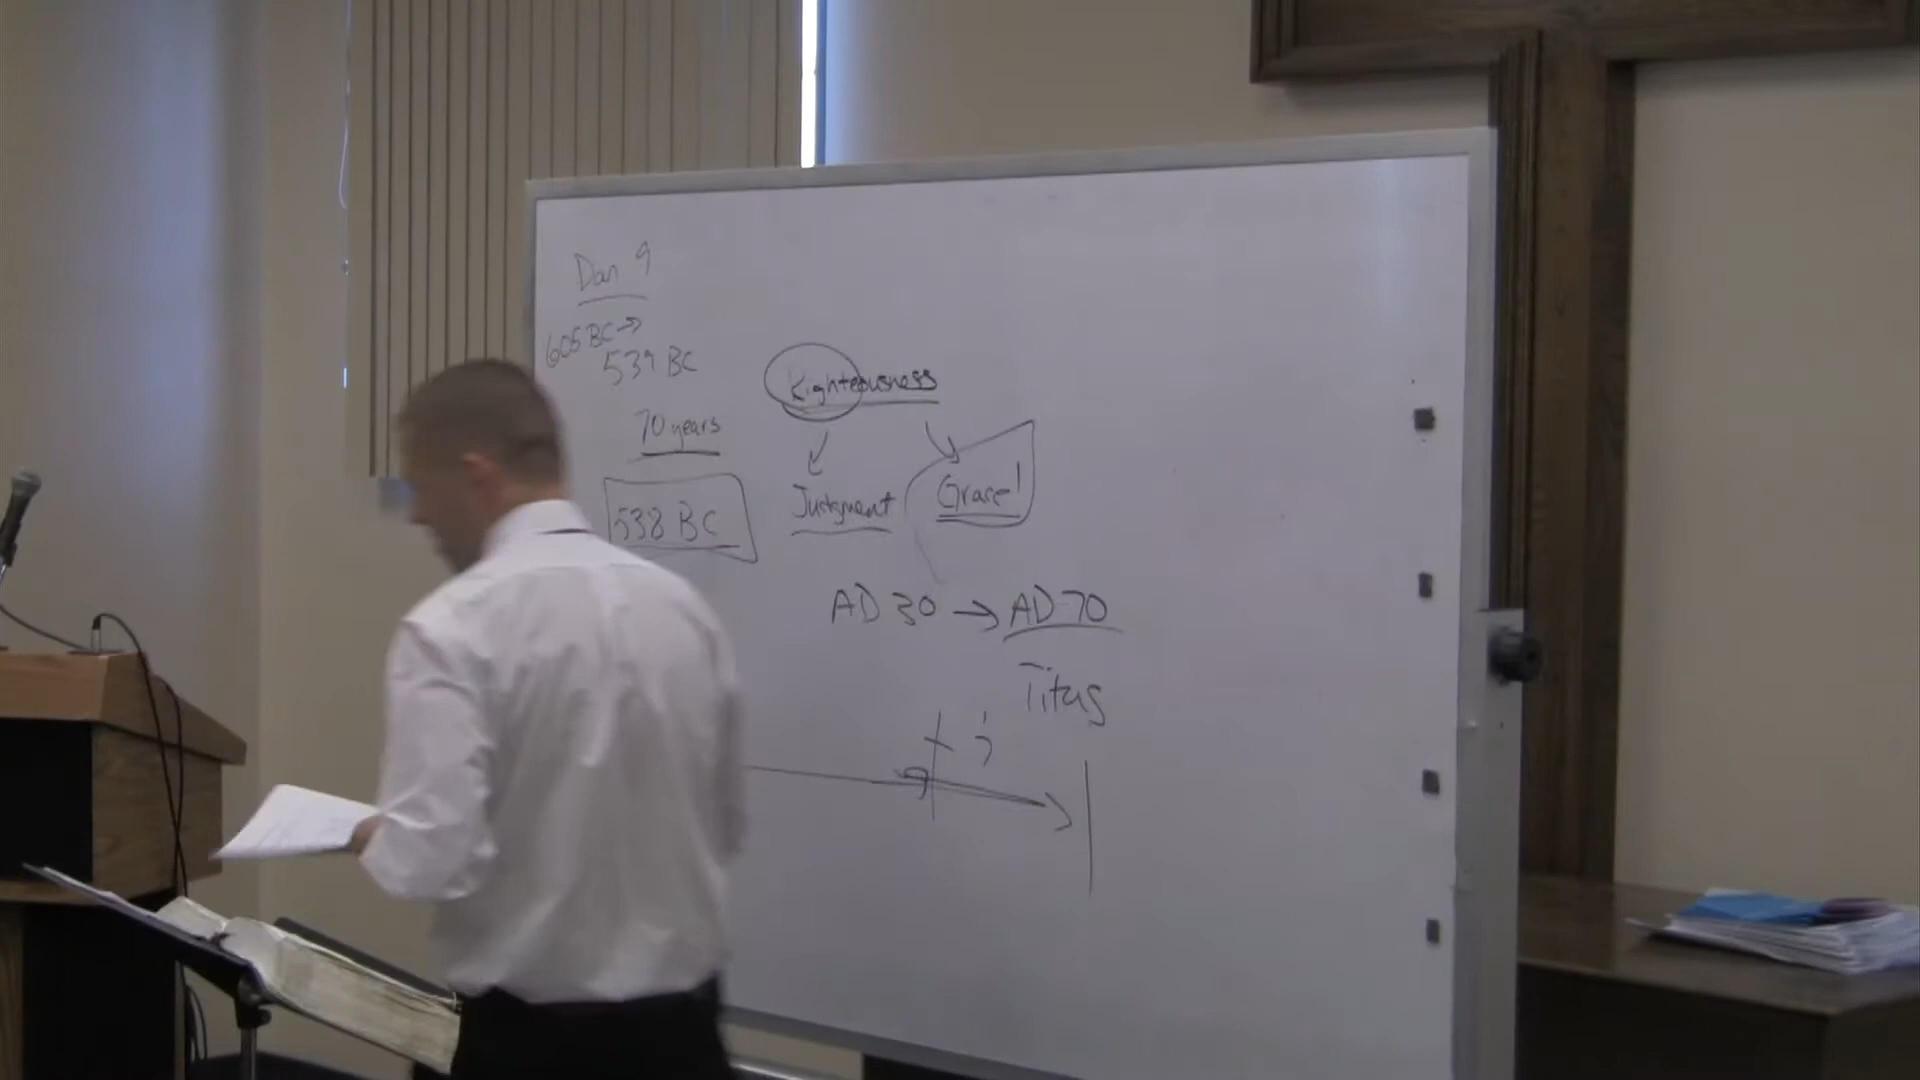 Dan 9
605 BC →
539 BC
70 years
538 BC
Righteousness
Judgment Grace!
AD 30 → AD 70
Titus